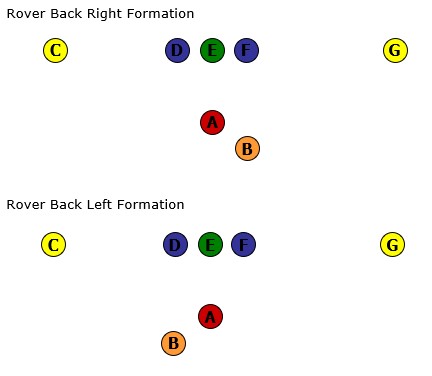 Rover Back Right Formation
C D E F G
A
B
Rover Back Left Formation
C D E F G
A
B